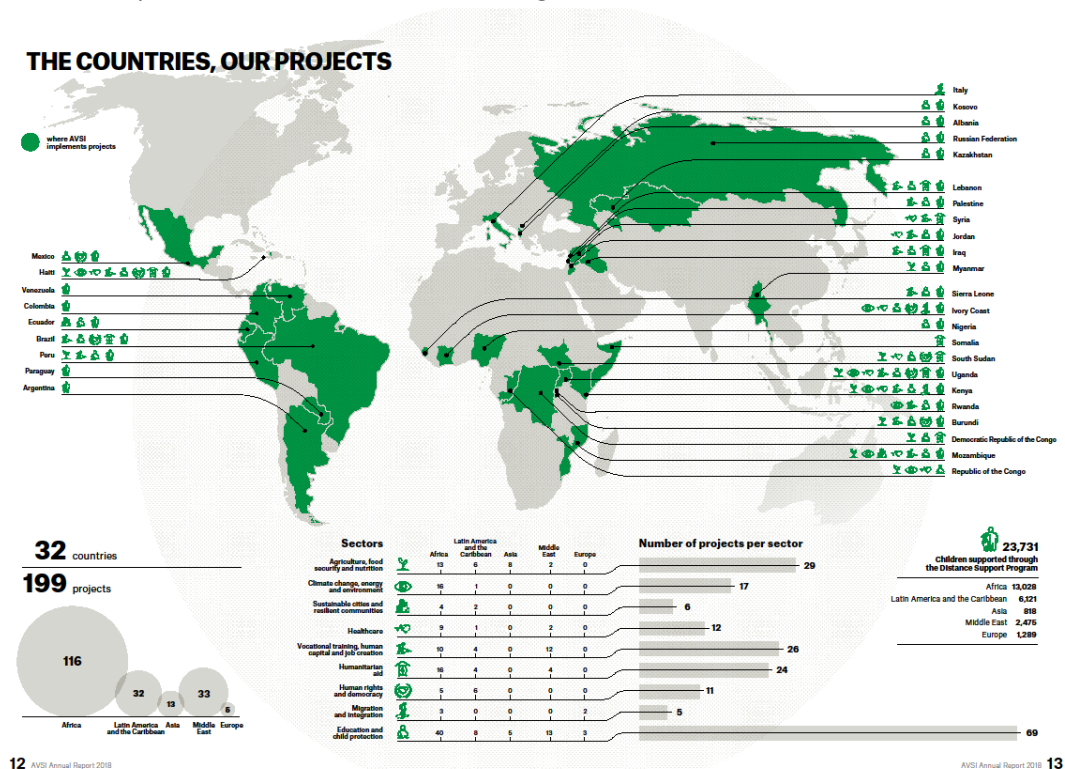 THE COUNTRIES, OUR PROJECTS
where AVSI
implements projects
Mexico
Haiti
Venezuela
Colombia
Ecuador
Brazil
Peru
Paraguay
Argentina
Italy
Kosovo
Albania
Russian Federation
Kazakhstan
Lebanon
Palestine
Syria
Jordan
Iraq
Myanmar
Sierra Leone
Ivory Coast
Nigeria
Somalia
South Sudan
Uganda
Kenya
Rwanda
Burundi
Democratic Republic of the Congo
Mozambique
Republic of the Congo
32 countries
199 projects
116
32
13
33
5
Africa
Latin America
and the Caribbean
Asia
Middle
East
Europe
Sectors
Africa
Latin America
and the
Caribbean
Asia
Middle
East
Europe
Agriculture, food
security and nutrition
13 6 8 2 0
Climate change, energy
and environment
16 1 0 0 0
Sustainable cities and
resilient communities
4 2 0 0 0
Healthcare
9 1 0 2 0
Vocational training, human
capital and job creation
10 4 0 12 0
Humanitarian
aid
16 4 0 4 0
Human rights
and democracy
5 6 0 0 0
Migration
and integration
3 0 0 0 2
Education and
child protection
40 8 5 13 3
Number of projects per sector
29
17
6
12
26
24
11
5
69
23,731
Children supported through
the Distance Support Program
Africa 13,028
Latin America and the Caribbean 6,121
Asia 818
Middle East 2,475
Europe 1,289
12 AVSI Annual Report 2018
AVSI Annual Report 2018 13